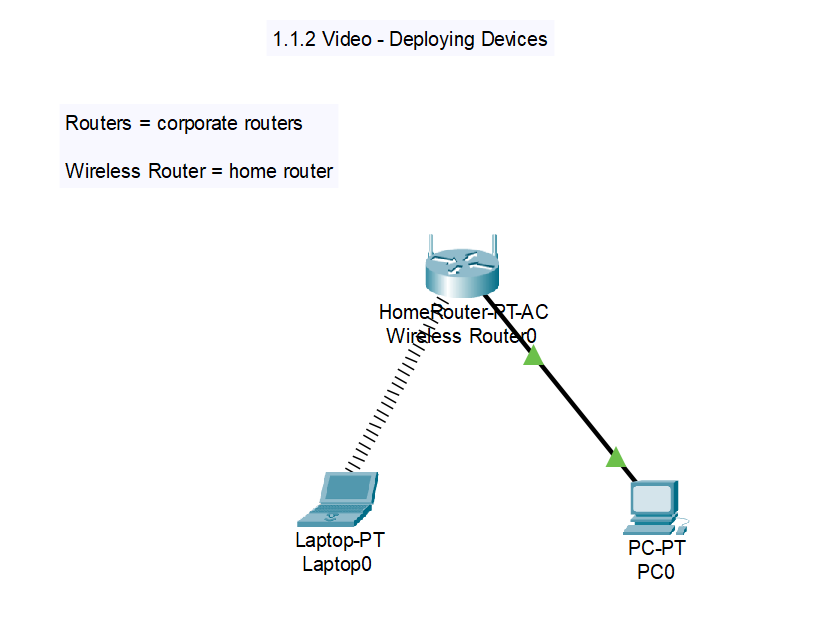 1.1.2 Video - Deploying Devices
Routers = corporate routers
Wireless Router = home router
HomeRouter-PT-AC
Wireless Router0
Laptop-PT
Laptop0
PC-PT
PC0